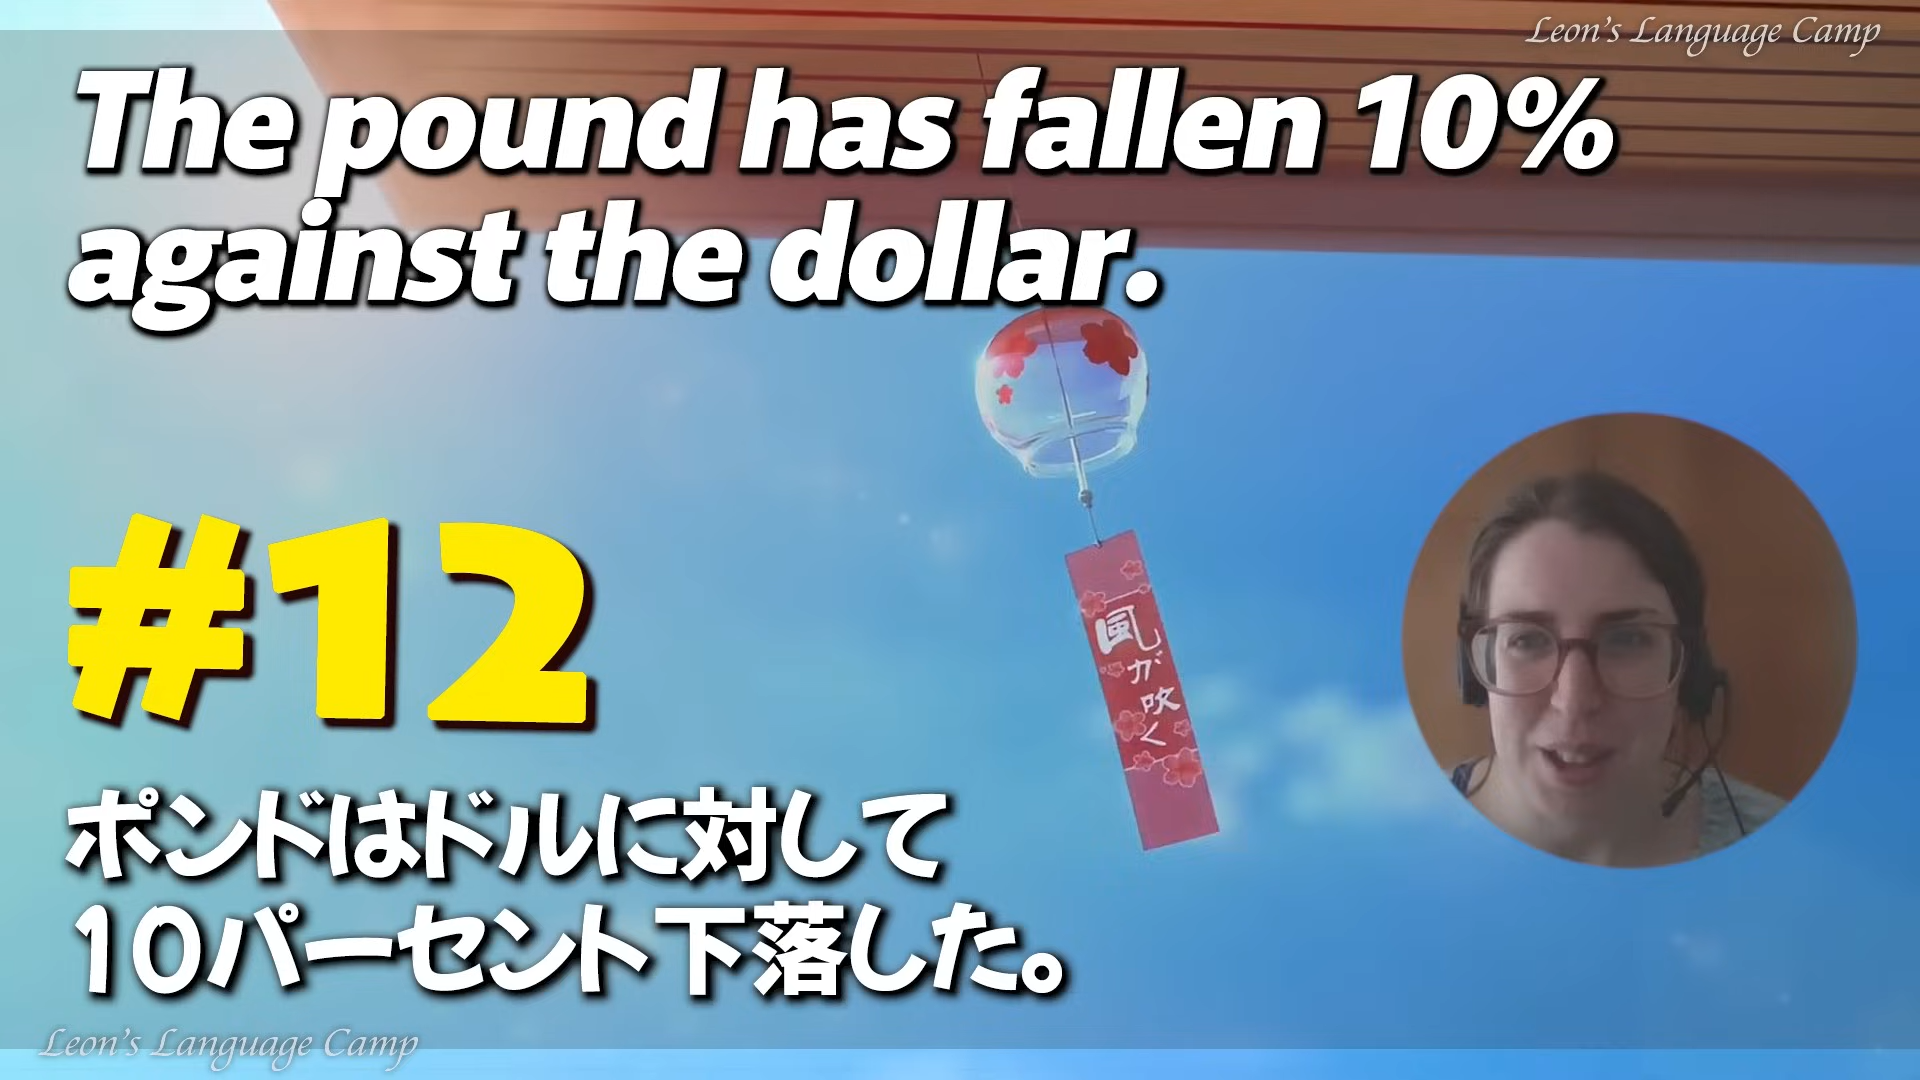 Leon's Language Camp
The pound has fallen 10%
against the dollar.
#12
風が吹く
ポンドはドルに対して
10パーセント下落した。
Leon's Language Camp